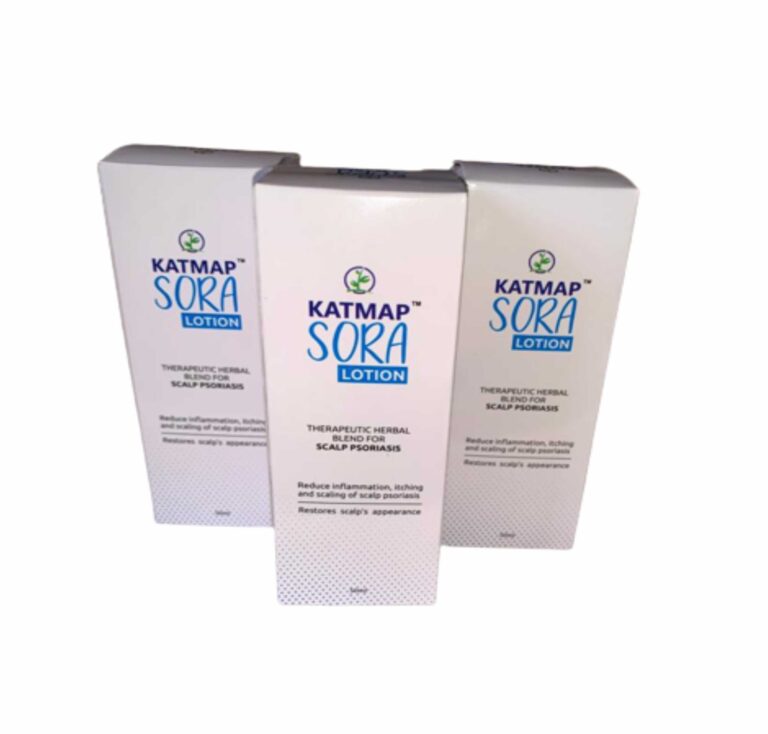 KATMAP™
SORA
LOTION
THERAPEUTIC HERBAL
BLEND FOR
SCALP PSORIASIS
Reduce inflammation, itching
and scaling of scalp psoriasis
Restores scalp's appearance
KATMAP™
SORA
LOTION
THERAPEUTIC HERBAL
BLEND FOR
SCALP PSORIASIS
Reduce inflammation, itching
and scaling of scalp psoriasis
Restores scalp's appearance
50ml
KATMAP™
SORA
LOTION
THERAPEUTIC HERBAL
BLEND FOR
SCALP PSORIASIS
Reduce inflammation, itching
and scaling of scalp psoriasis
Restores scalp's appearance